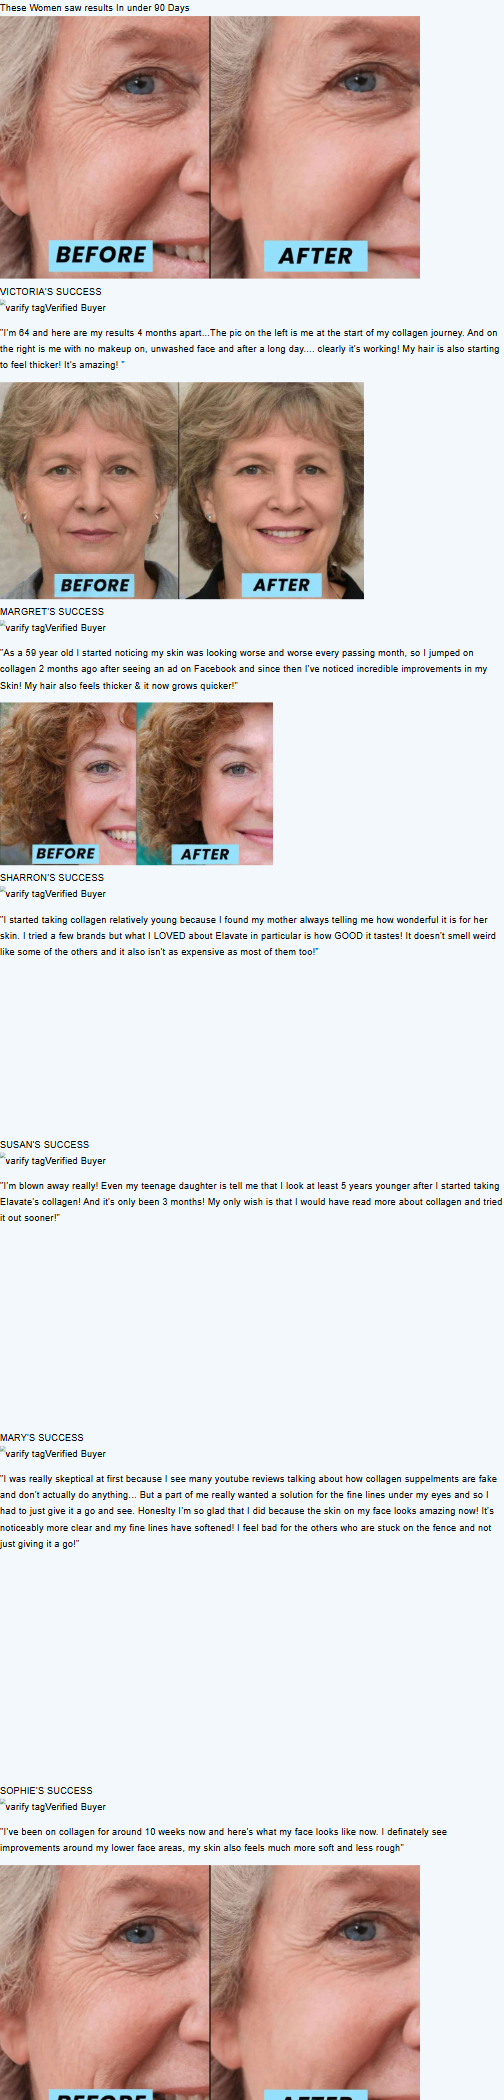 These Women saw results In under 90 Days
BEFORE
AFTER
VICTORIA'S SUCCESS
varify tagVerified Buyer
"I'm 64 and here are my results 4 months apart...The pic on the left is me at the start of my collagen journey. And on
the right is me with no makeup on, unwashed face and after a long day.... clearly it's working! My hair is also starting
to feel thicker! It's amazing! "
BEFORE
AFTER
MARGRET'S SUCCESS
varify tagVerified Buyer
"As a 59 year old I started noticing my skin was looking worse and worse every passing month, so I jumped on
collagen 2 months ago after seeing an ad on Facebook and since then I've noticed incredible improvements in my
Skin! My hair also feels thicker & it now grows quicker!"
BEFORE
AFTER
SHARRON'S SUCCESS
varify tagVerified Buyer
"I started taking collagen relatively young because I found my mother always telling me how wonderful it is for her
skin. I tried a few brands but what I LOVED about Elavate in particular is how GOOD it tastes! It doesn't smell weird
like some of the others and it also isn't as expensive as most of them too!"
SUSAN'S SUCCESS
varify tagVerified Buyer
"I'm blown away really! Even my teenage daughter is tell me that I look at least 5 years younger after I started taking
Elavate's collagen! And it's only been 3 months! My only wish is that I would have read more about collagen and tried
it out sooner!"
MARY'S SUCCESS
varify tagVerified Buyer
"I was really skeptical at first because I see many youtube reviews talking about how collagen suppelments are fake
and don't actually do anything... But a part of me really wanted a solution for the fine lines under my eyes and so I
had to just give it a go and see. Honeslty I'm so glad that I did because the skin on my face looks amazing now! It's
noticeably more clear and my fine lines have softened! I feel bad for the others who are stuck on the fence and not
just giving it a go!"
SOPHIE'S SUCCESS
varify tagVerified Buyer
"I've been on collagen for around 10 weeks now and here's what my face looks like now. I definately see
improvements around my lower face areas, my skin also feels much more soft and less rough"
BEFORE
AFTER